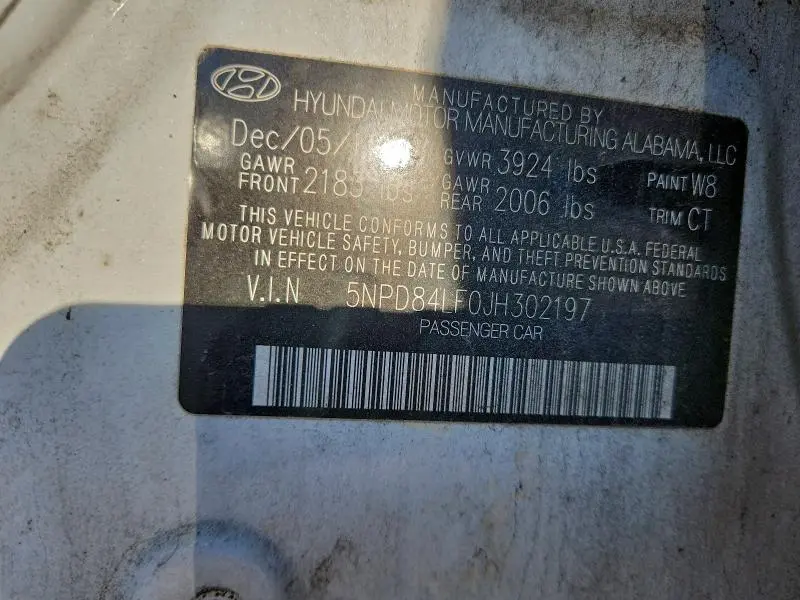 MANUFACTURED BY
HYUNDAI MOTOR MANUFACTURING ALABAMA, LLC
Dec/05/ GVWR 3924 lbs PAINT W8
GAWR FRONT 2183 lbs GAWR REAR 2006 lbs TRIM CT
THIS VEHICLE CONFORMS TO ALL APPLICABLE U.S.A. FEDERAL
MOTOR VEHICLE SAFETY, BUMPER, AND THEFT PREVENTION STANDARDS
IN EFFECT ON THE DATE OF MANUFACTURE SHOWN ABOVE
V.I.N 5NPD84LF0JH302197
PASSENGER CAR